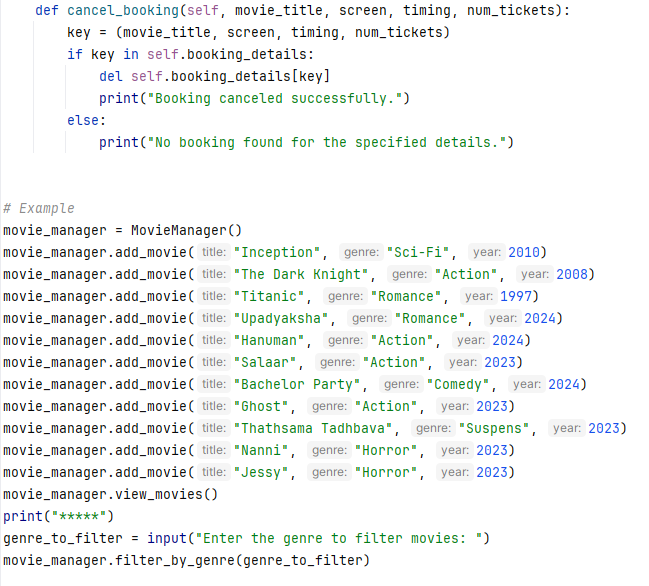 def cancel_booking(self, movie_title, screen, timing, num_tickets):
key = (movie_title, screen, timing, num_tickets)
if key in self.booking_details:
del self.booking_details[key]
print("Booking canceled successfully.")
else:
print("No booking found for the specified details.")
# Example
movie_manager = MovieManager()
movie_manager.add_movie( title: "Inception", genre: "Sci-Fi", year: 2010)
movie_manager.add_movie( title: "The Dark Knight", genre: "Action", year: 2008)
movie_manager.add_movie( title: "Titanic", genre: "Romance", year: 1997)
movie_manager.add_movie( title: "Upadyaksha", genre: "Romance", year: 2024)
movie_manager.add_movie( title: "Hanuman", genre: "Action", year: 2024)
movie_manager.add_movie( title: "Salaar", genre: "Action", year: 2023)
movie_manager.add_movie( title: "Bachelor Party", genre: "Comedy", year: 2024)
movie_manager.add_movie( title: "Ghost", genre: "Action", year: 2023)
movie_manager.add_movie( title: "Thathsama Tadhbava", genre: "Suspens", year: 2023)
movie_manager.add_movie( title: "Nanni", genre: "Horror", year: 2023)
movie_manager.add_movie( title: "Jessy", genre: "Horror", year: 2023)
movie_manager.view_movies()
print("*****")
genre_to_filter = input("Enter the genre to filter movies: ")
movie_manager.filter_by_genre(genre_to_filter)